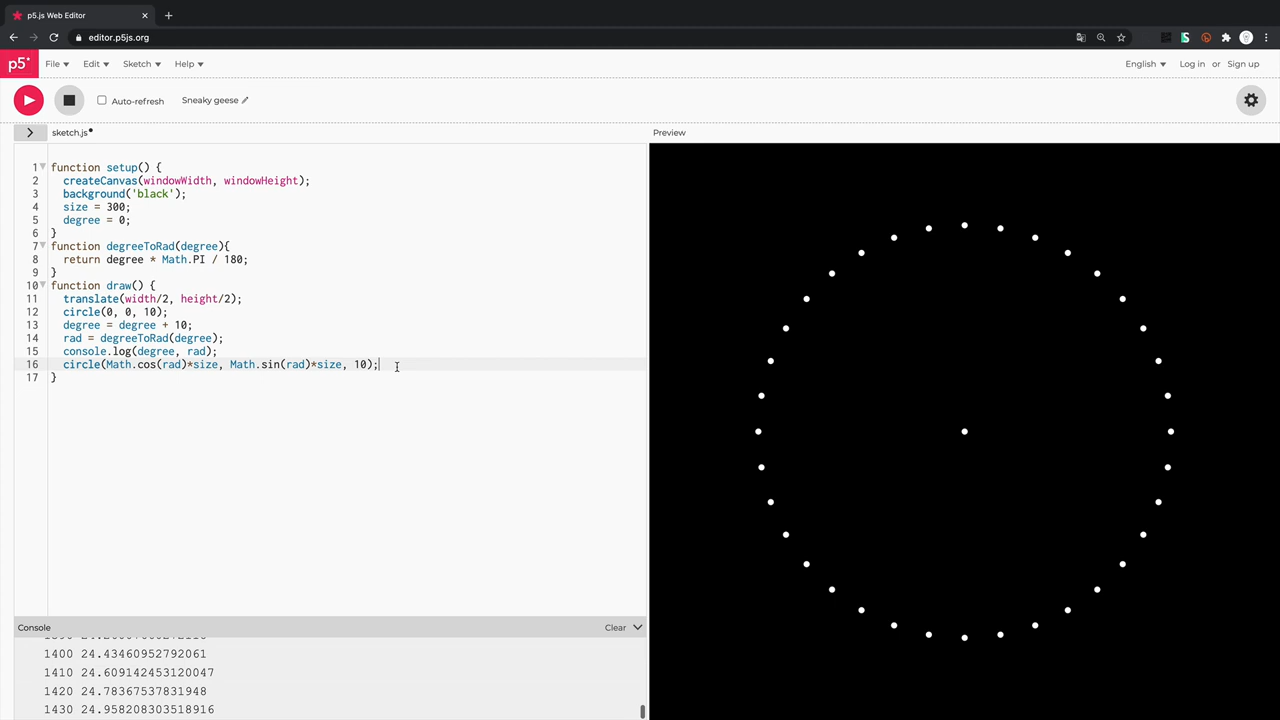 p5.js Web Editor
editor.p5js.org
p5* File Edit Sketch Help English Log in or Sign up
Auto-refresh Sneaky geese
sketch.js Preview
1 function setup() {
2 createCanvas(windowWidth, windowHeight);
3 background('black');
4 size = 300;
5 degree = 0;
6 }
7 function degreeToRad(degree){
8 return degree * Math.PI / 180;
9 }
10 function draw() {
11 translate(width/2, height/2);
12 circle(0, 0, 10);
13 degree = degree + 10;
14 rad = degreeToRad(degree);
15 console.log(degree, rad);
16 circle(Math.cos(rad)*size, Math.sin(rad)*size, 10);
17 }
Console Clear
1400 24.43460952792061
1410 24.609142453120047
1420 24.78367537831948
1430 24.958208303518916